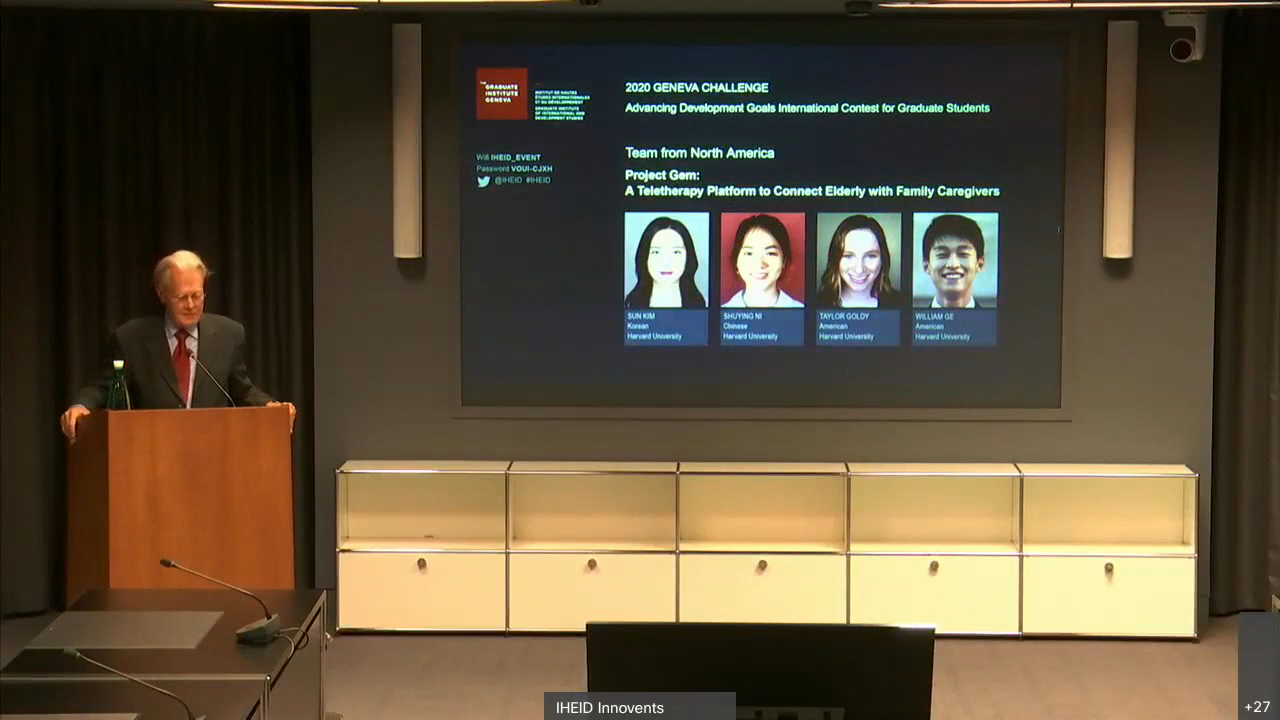 THE
GRADUATE
INSTITUTE
GENEVA
INSTITUT DE HAUTES
ÉTUDES INTERNATIONALES
ET DU DÉVELOPPEMENT
GRADUATE INSTITUTE
OF INTERNATIONAL AND
DEVELOPMENT STUDIES
Wifi IHEID_EVENT
Password VOUI-CJXH
@IHEID #IHEID
2020 GENEVA CHALLENGE
Advancing Development Goals International Contest for Graduate Students
Team from North America
Project Gem:
A Teletherapy Platform to Connect Elderly with Family Caregivers
SUN KIM
Korean
Harvard University
SHUYING NI
Chinese
Harvard University
TAYLOR GOLDY
American
Harvard University
WILLIAM GE
American
Harvard University
IHEID Innovents
+27